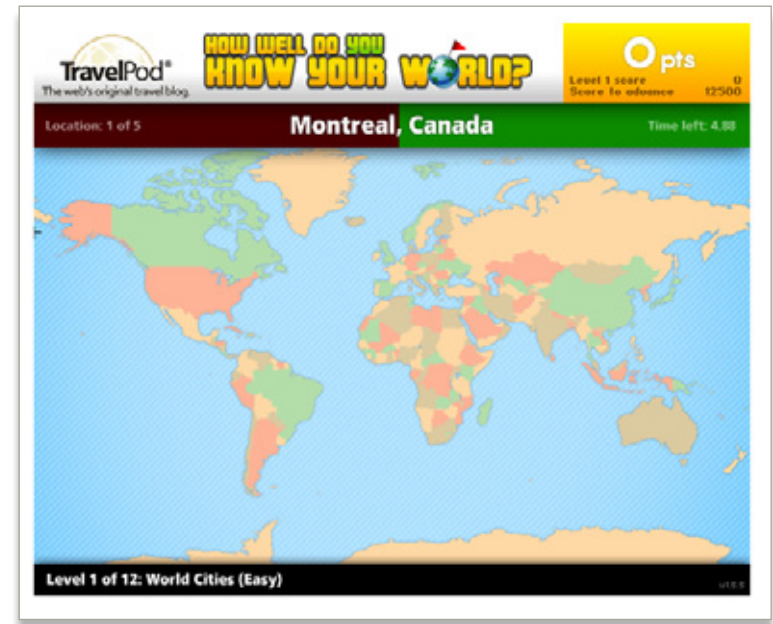 TravelPod®
The web's original travel blog.
HOW WELL DO YOU
KNOW YOUR WORLD?
0 pts
Level 1 score 0
Score to advance 12500
Location: 1 of 5
Montreal, Canada
Time left: 4.88
Level 1 of 12: World Cities (Easy)